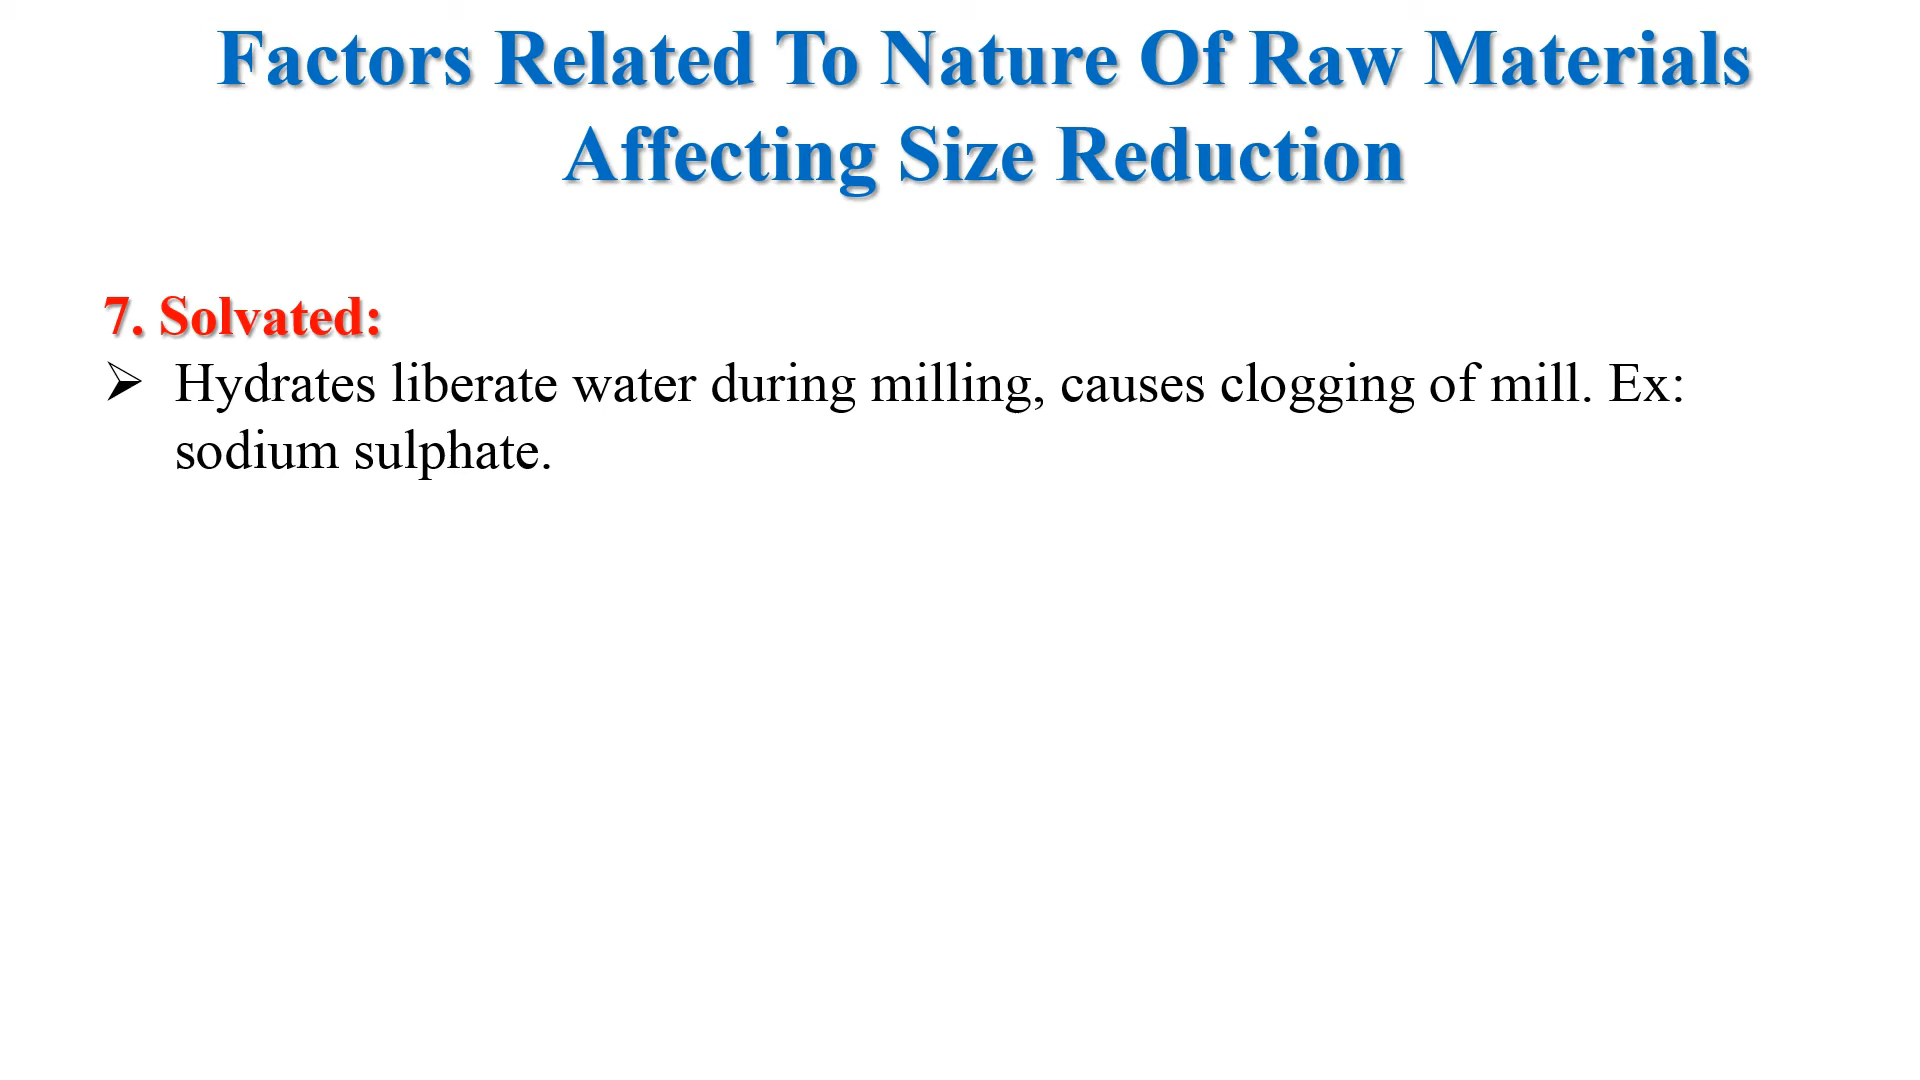 Factors Related To Nature Of Raw Materials
Affecting Size Reduction
7. Solvated:
➢ Hydrates liberate water during milling, causes clogging of mill. Ex:
sodium sulphate.